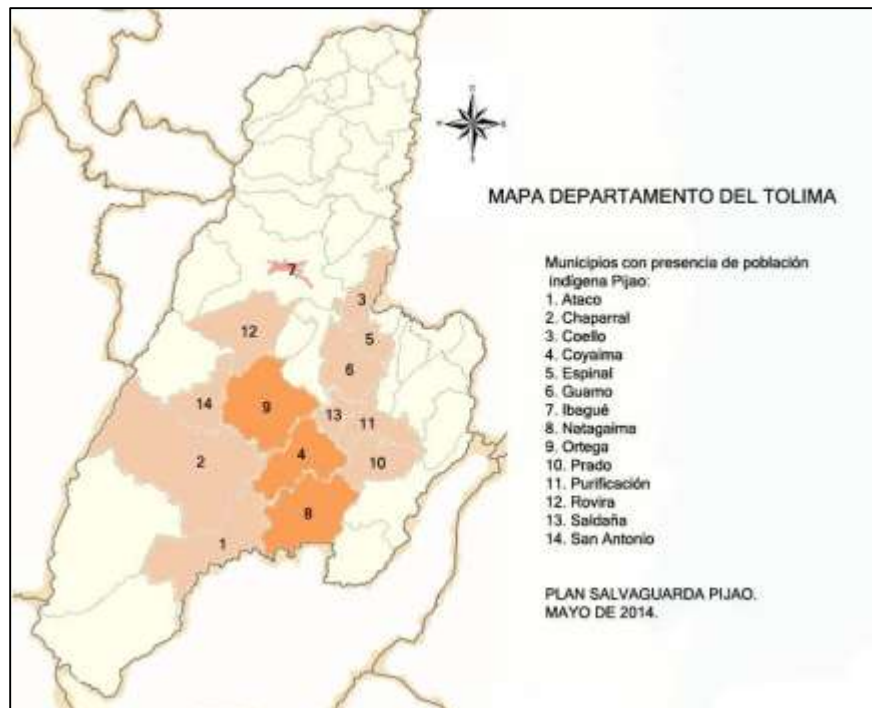 MAPA DEPARTAMENTO DEL TOLIMA
Municipios con presencia de población
indígena Pijao:
1. Ataco
2. Chaparral
3. Coello
4. Coyaima
5. Espinal
6. Guamo
7. Ibagué
8. Natagaima
9. Ortega
10. Prado
11. Purificación
12. Rovira
13. Saldaña
14. San Antonio
PLAN SALVAGUARDA PIJAO.
MAYO DE 2014.
7
3
12
5
6
14
9
13
11
4
10
2
8
1